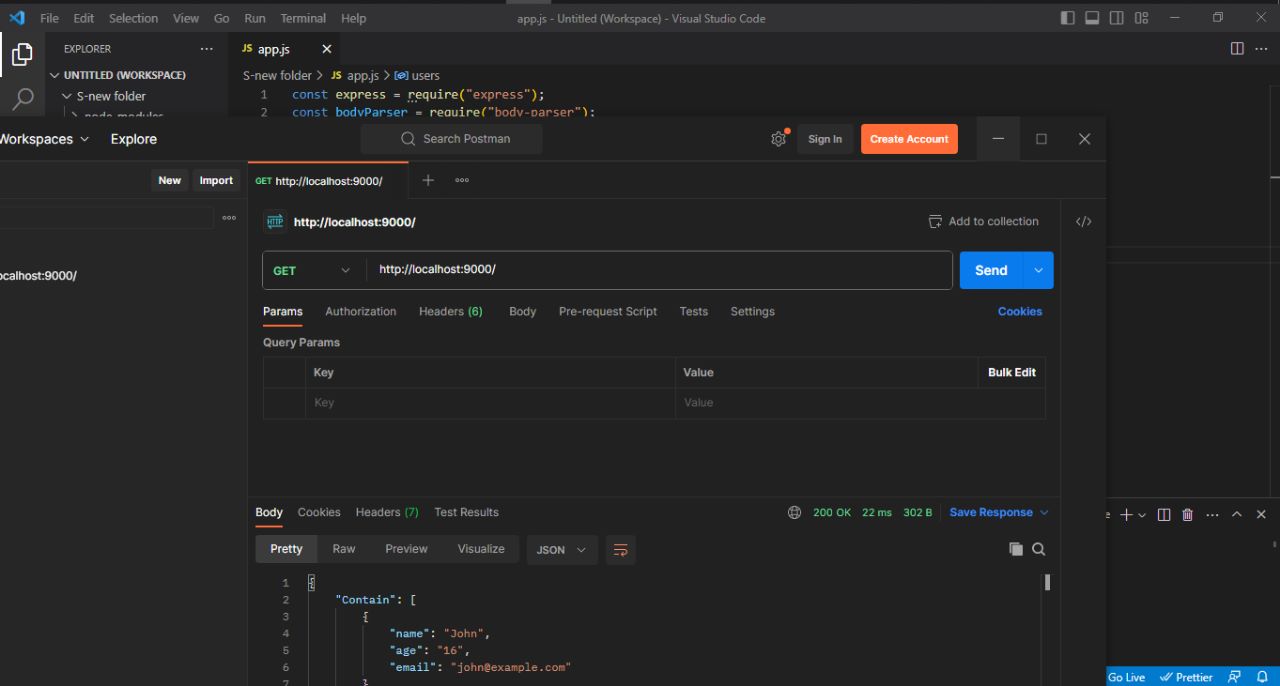 File Edit Selection View Go Run Terminal Help app.js - Untitled (Workspace) - Visual Studio Code
EXPLORER ... JS app.js
UNTITLED (WORKSPACE) S-new folder > JS app.js > users
S-new folder 1 const express = require("express");
node_modules 2 const bodyParser = require("body-parser");
Workspaces Explore Search Postman Sign In Create Account
New Import GET http://localhost:9000/
HTTP http://localhost:9000/ Add to collection </>
GET http://localhost:9000/ Send
ocalhost:9000/
Params Authorization Headers (6) Body Pre-request Script Tests Settings Cookies
Query Params
Key Value Bulk Edit
Key Value
Body Cookies Headers (7) Test Results 200 OK 22 ms 302 B Save Response
Pretty Raw Preview Visualize JSON
1 {
2 "Contain": [
3 {
4 "name": "John",
5 "age": "16",
6 "email": "john@example.com"
7 }
Go Live Prettier